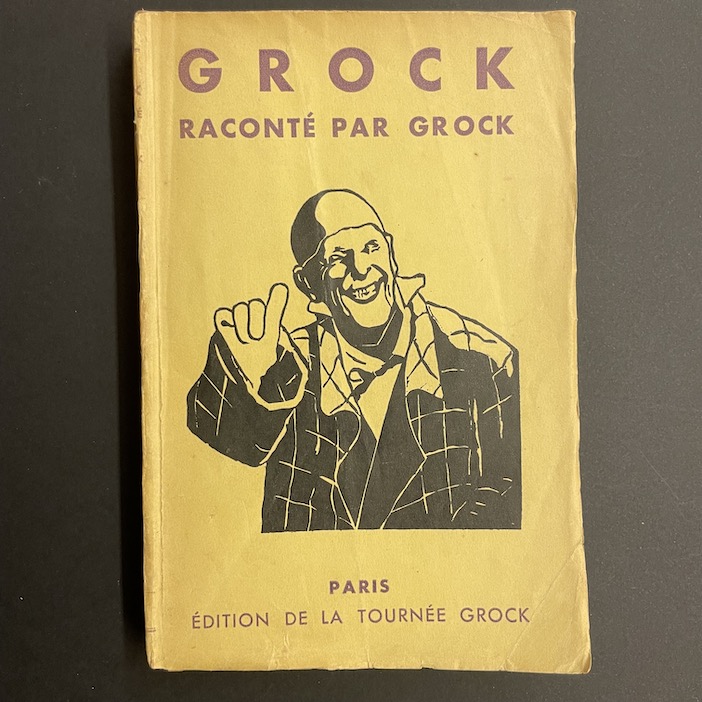 GROCK
RACONTÉ PAR GROCK
PARIS
ÉDITION DE LA TOURNÉE GROCK